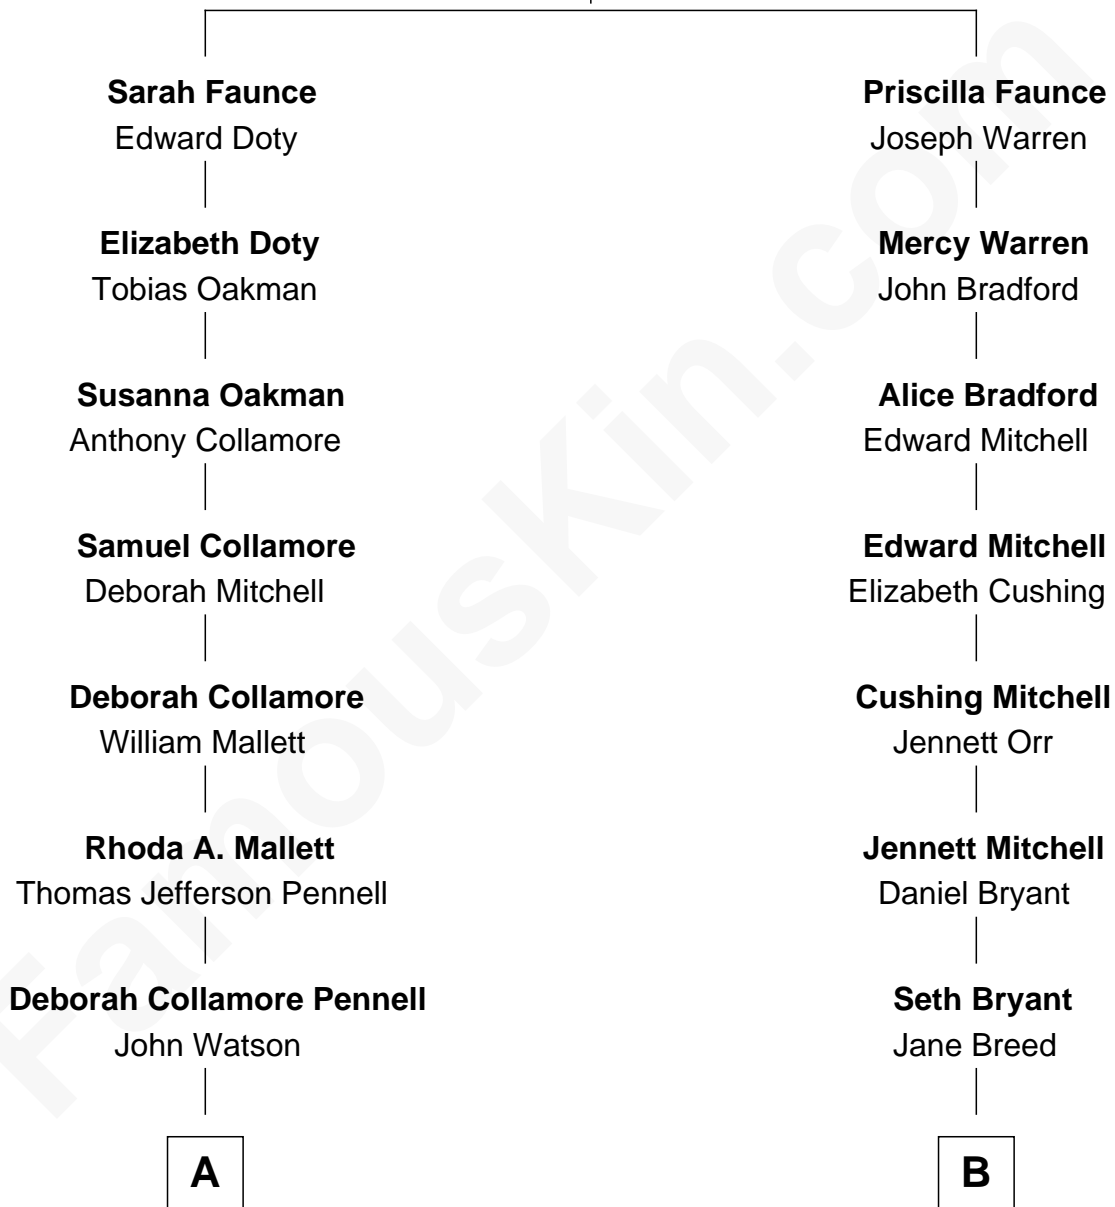 Sarah Faunce
Edward Doty
Elizabeth Doty
Tobias Oakman
Susanna Oakman
Anthony Collamore
Samuel Collamore
Deborah Mitchell
Deborah Collamore
William Mallett
Rhoda A. Mallett
Thomas Jefferson Pennell
Deborah Collamore Pennell
John Watson
A
Priscilla Faunce
Joseph Warren
Mercy Warren
John Bradford
Alice Bradford
Edward Mitchell
Edward Mitchell
Elizabeth Cushing
Cushing Mitchell
Jennett Orr
Jennett Mitchell
Daniel Bryant
Seth Bryant
Jane Breed
B
FamousKin.com